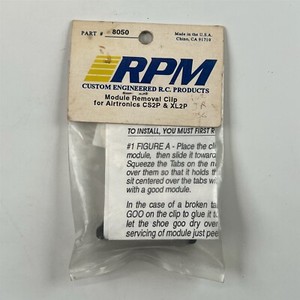 PART # 8050
Made in the U.S.A.
Chino, CA 91710
RPM
CUSTOM ENGINEERED R.C. PRODUCTS
Module Removal Clip
for Airtronics CS2P & XL2P
TO INSTALL, YOU MUST FIRST R
#1 FIGURE A - Place the cli
module, then slide it towar
Squeeze the Tabs on the
over them so that it holds th
sit centered over the tabs w
with a good module.
In the case of a broken ta
GOO on the clip to glue it to
let the shoe goo dry over
servicing of module just pee